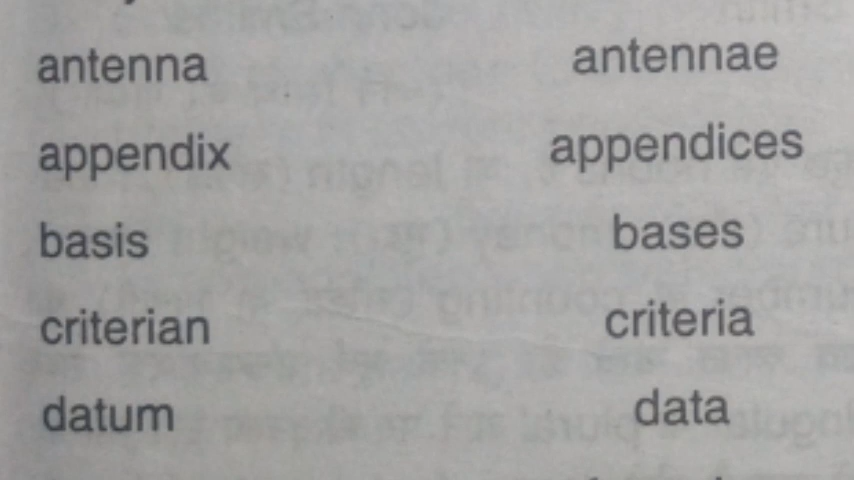 antenna antennae
appendix appendices
basis bases
criterian criteria
datum data